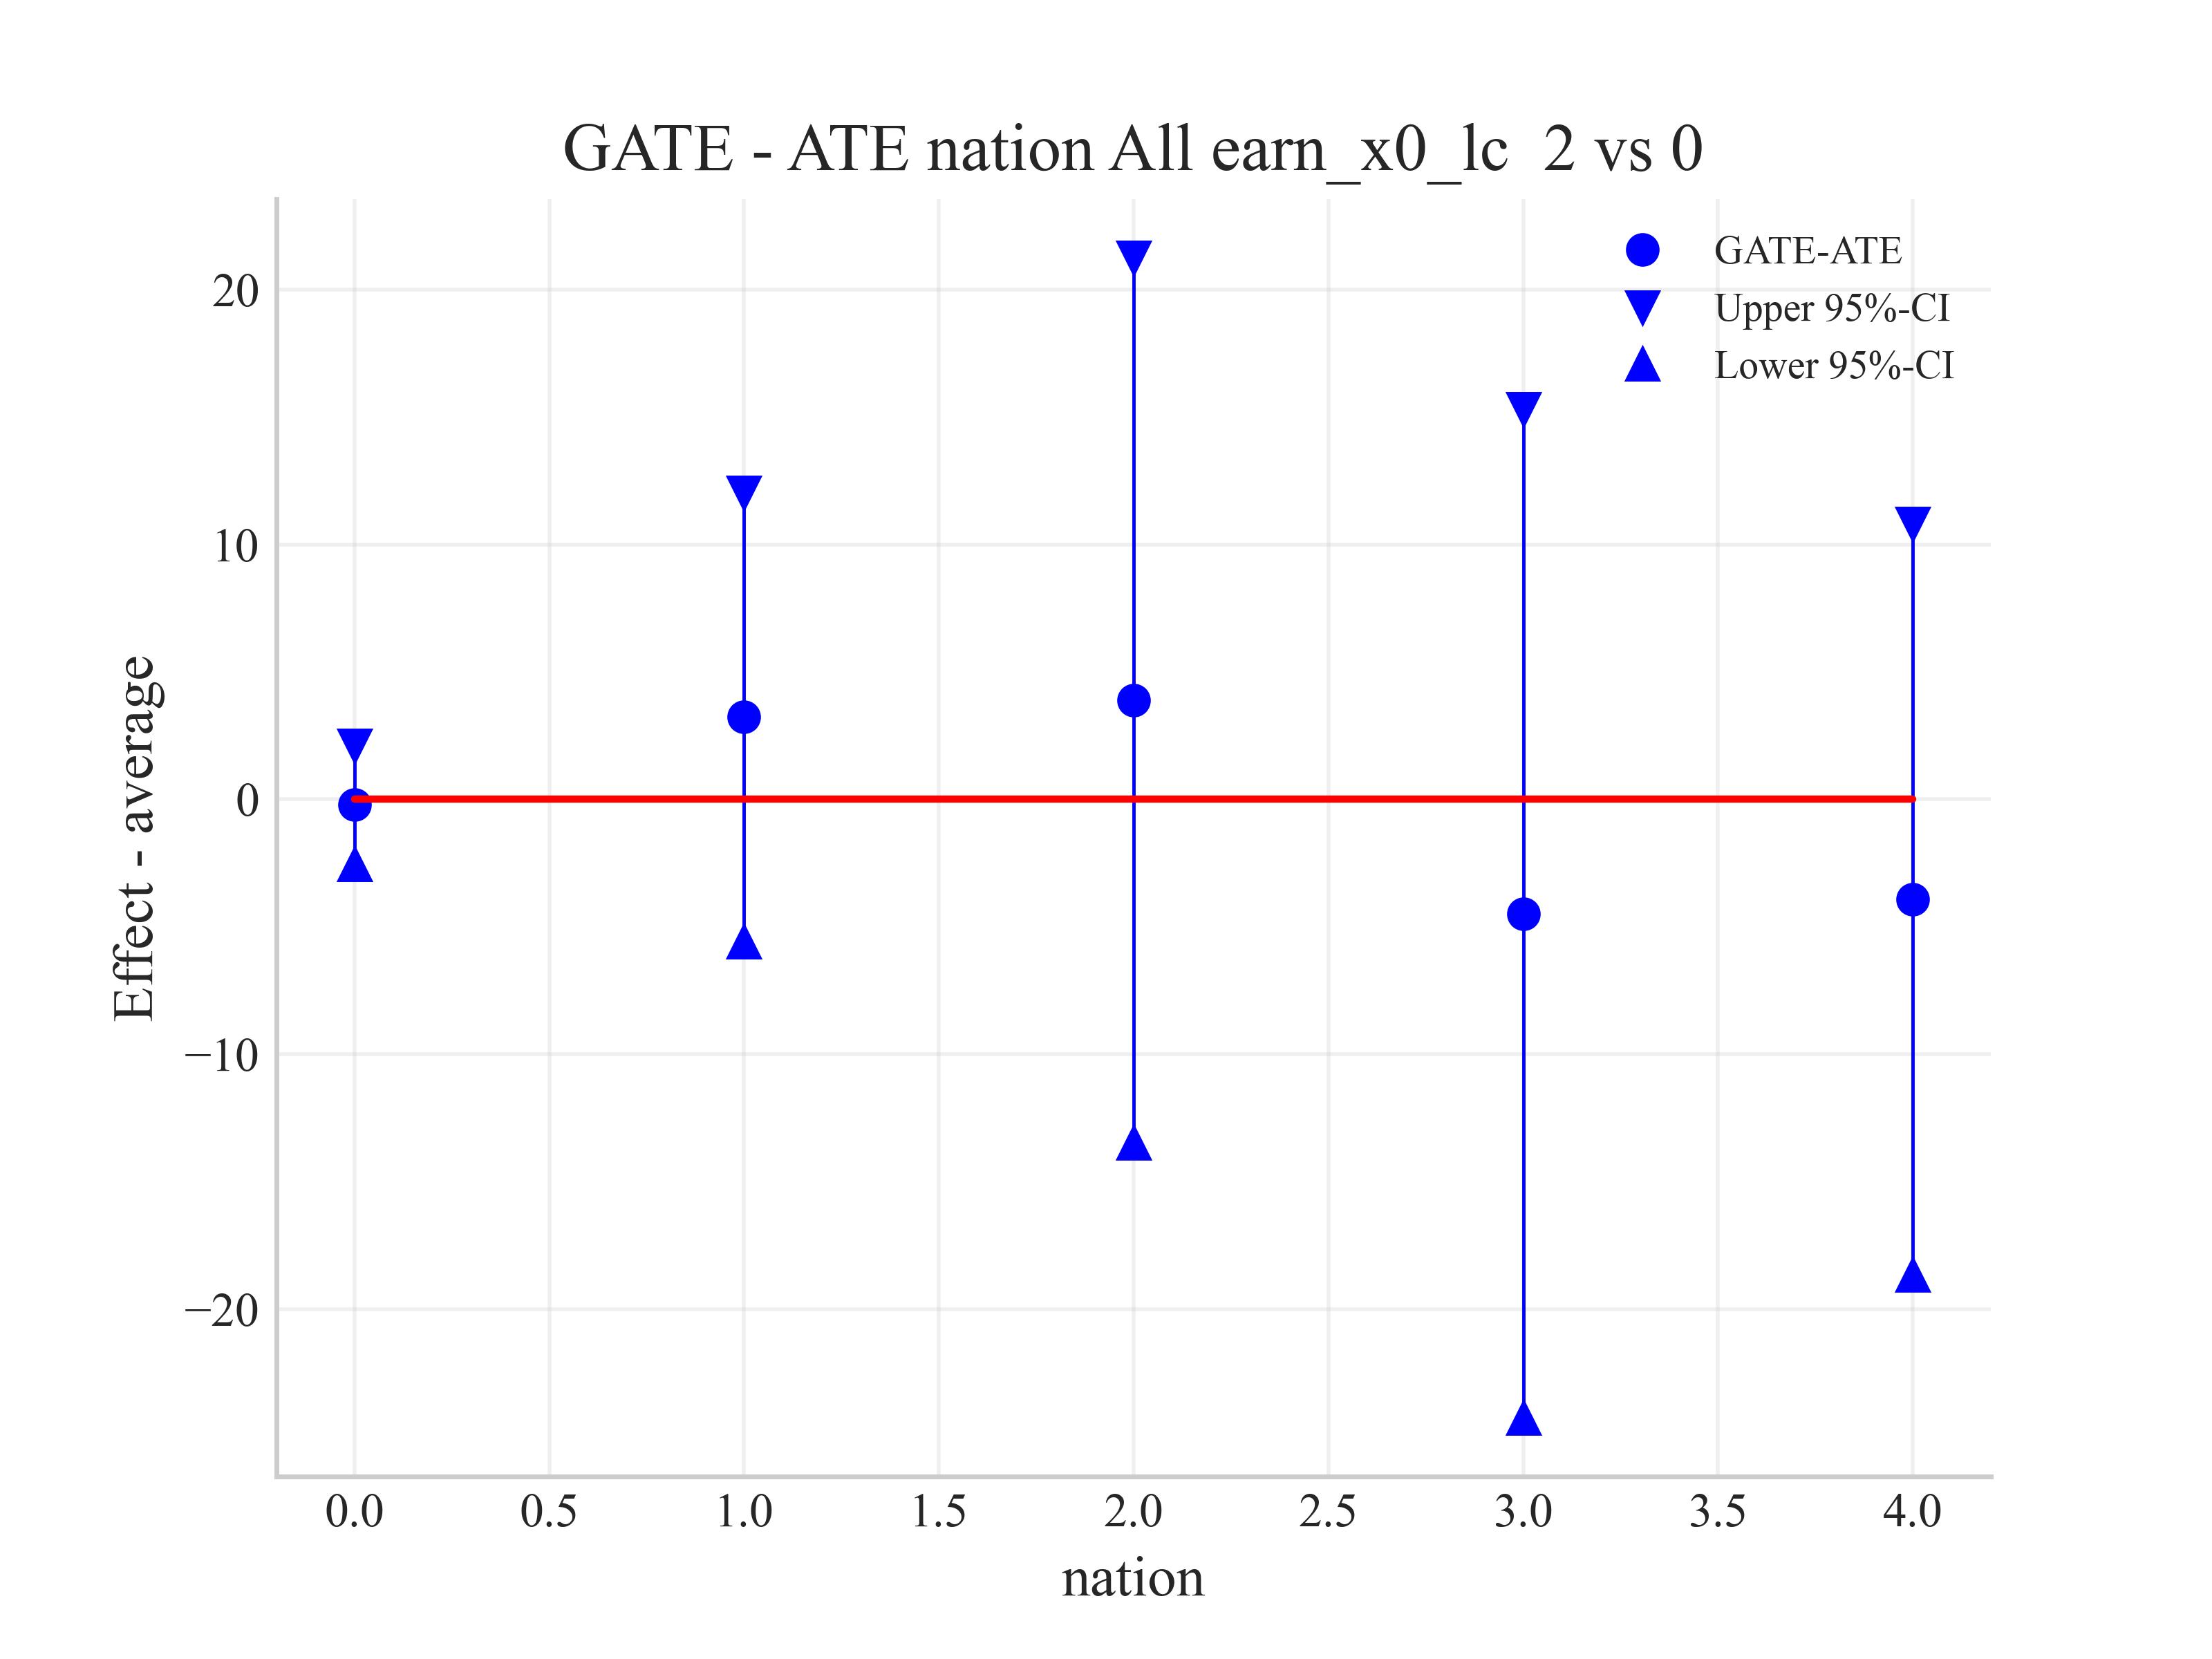 GATE - ATE nation All earn_x0_lc 2 vs 0
GATE-ATE
Upper 95%-CI
Lower 95%-CI
Effect - average
20
10
0
−10
−20
0.0 0.5 1.0 1.5 2.0 2.5 3.0 3.5 4.0
nation